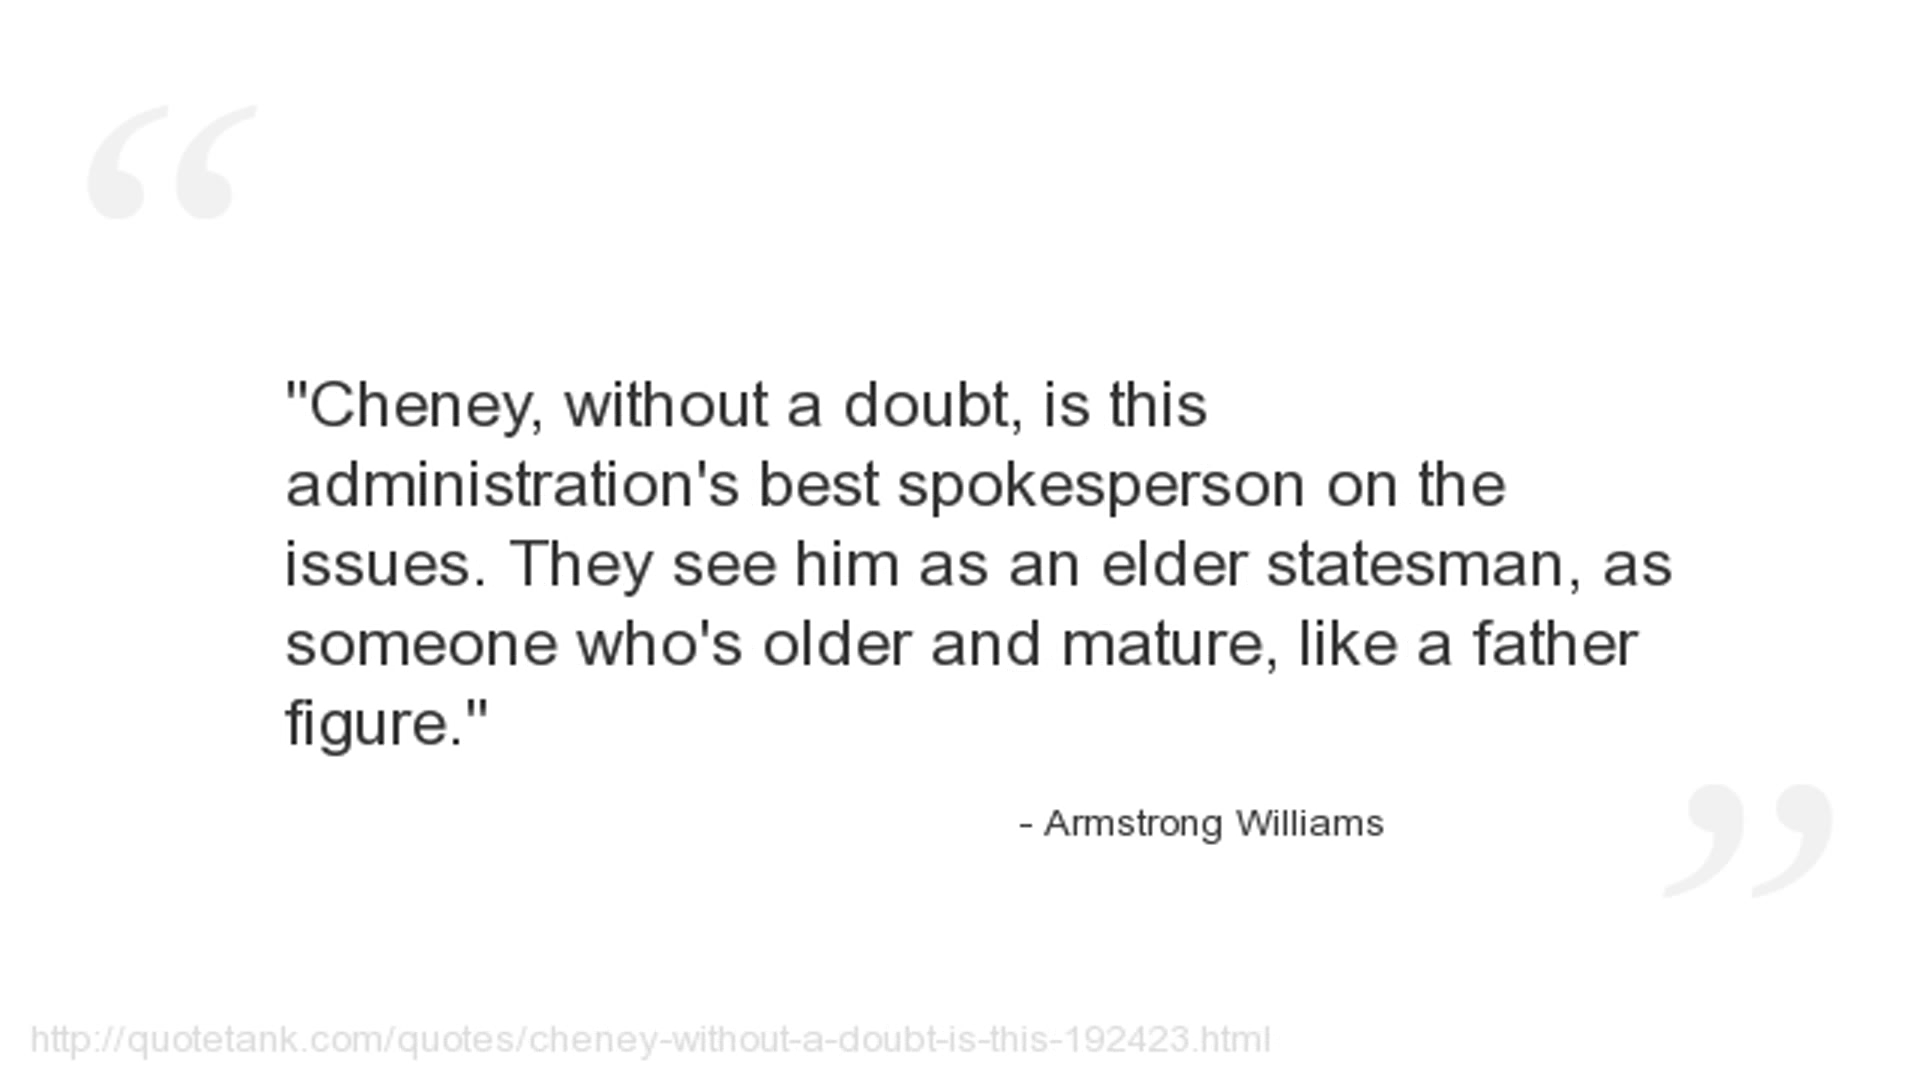 "Cheney, without a doubt, is this
administration's best spokesperson on the
issues. They see him as an elder statesman, as
someone who's older and mature, like a father
figure."
- Armstrong Williams
http://quotetank.com/quotes/cheney-without-a-doubt-is-this-192423.html